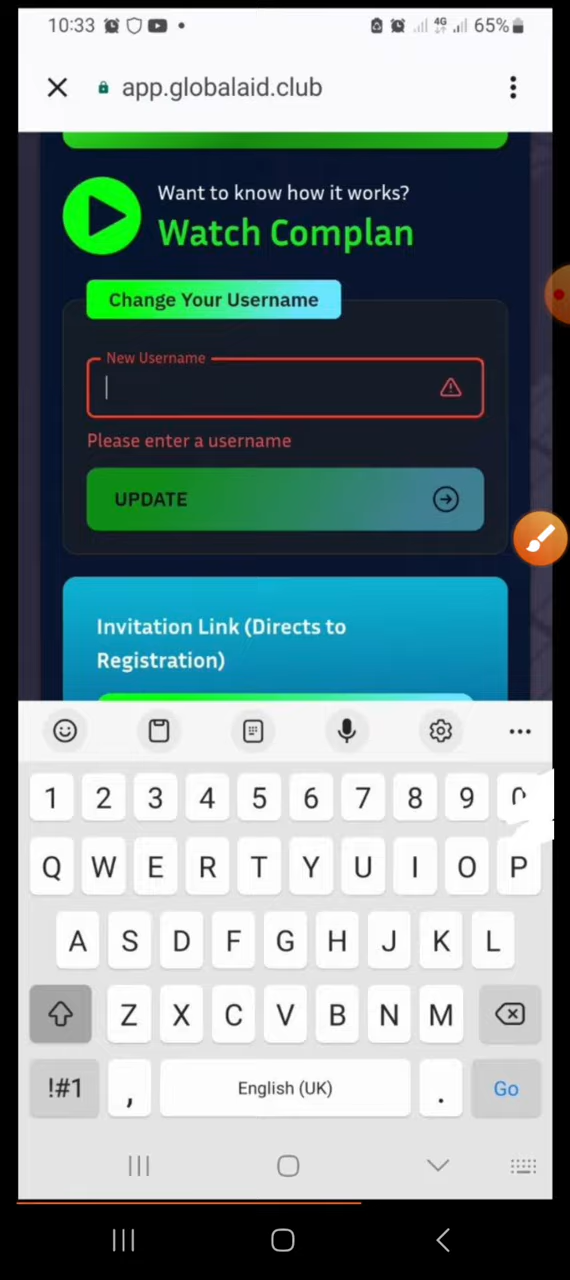 10:33
4G
65%
app.globalaid.club
Want to know how it works?
Watch Complan
Change Your Username
New Username
Please enter a username
UPDATE
Invitation Link (Directs to
Registration)
1 2 3 4 5 6 7 8 9
Q W E R T Y U I O P
A S D F G H J K L
Z X C V B N M
!#1 , English (UK) . Go